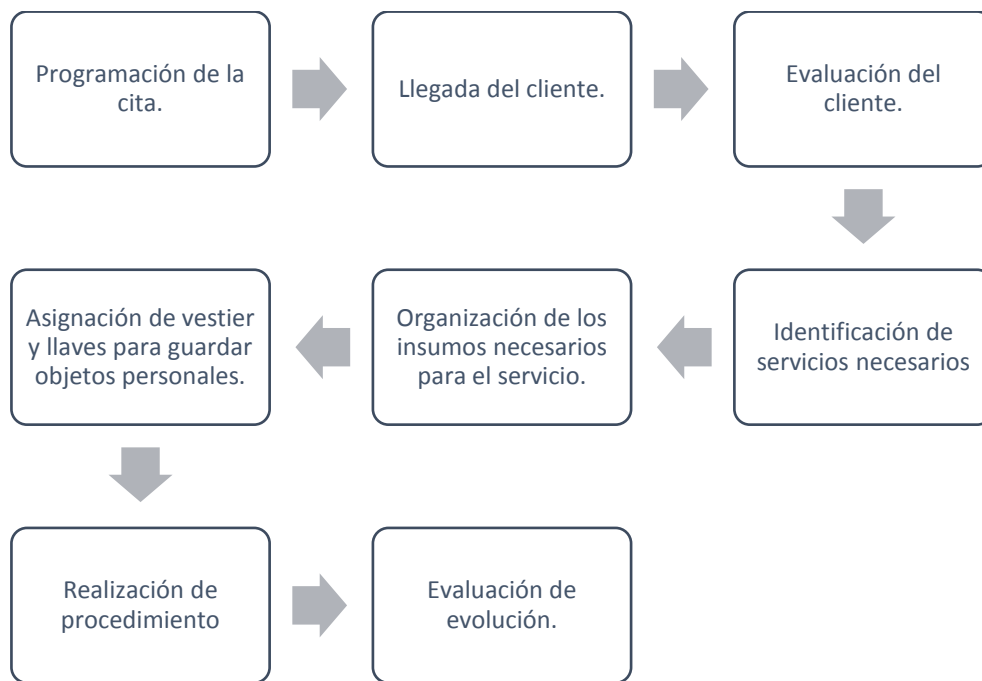 Programación de la
cita.
Llegada del cliente.
Evaluación del
cliente.
Identificación de
servicios necesarios
Organización de los
insumos necesarios
para el servicio.
Asignación de vestier
y llaves para guardar
objetos personales.
Realización de
procedimiento
Evaluación de
evolución.